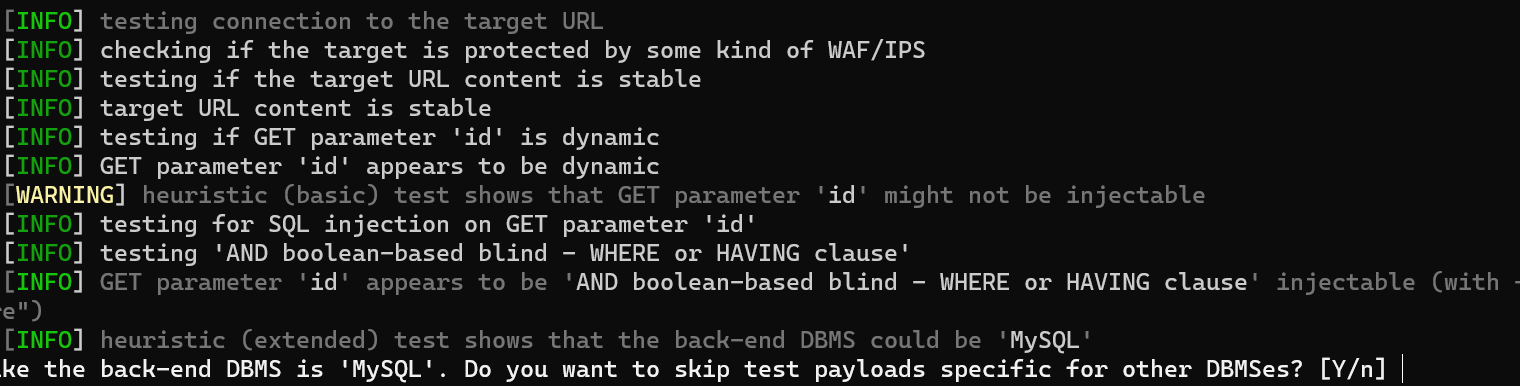 [INFO] testing connection to the target URL
[INFO] checking if the target is protected by some kind of WAF/IPS
[INFO] testing if the target URL content is stable
[INFO] target URL content is stable
[INFO] testing if GET parameter 'id' is dynamic
[INFO] GET parameter 'id' appears to be dynamic
[WARNING] heuristic (basic) test shows that GET parameter 'id' might not be injectable
[INFO] testing for SQL injection on GET parameter 'id'
[INFO] testing 'AND boolean-based blind - WHERE or HAVING clause'
[INFO] GET parameter 'id' appears to be 'AND boolean-based blind - WHERE or HAVING clause' injectable (with -
re")
[INFO] heuristic (extended) test shows that the back-end DBMS could be 'MySQL'
ke the back-end DBMS is 'MySQL'. Do you want to skip test payloads specific for other DBMSes? [Y/n]